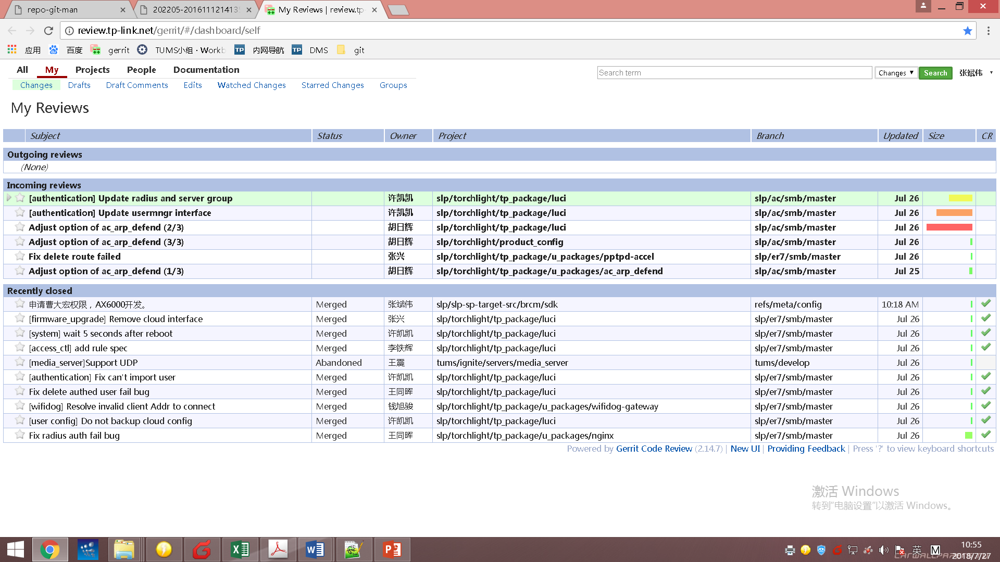 repo-git-man
202205-2016111214135
My Reviews | review.tp-
review.tp-link.net/gerrit/#/dashboard/self
应用 百度 gerrit TUMS小组 · Workb 内网导航 DMS git
All My Projects People Documentation
Search term Changes ▼ Search 张斌伟
Changes Drafts Draft Comments Edits Watched Changes Starred Changes Groups
My Reviews
Subject Status Owner Project Branch Updated Size CR
Outgoing reviews
(None)
Incoming reviews
[authentication] Update radius and server group 许凯凯 slp/torchlight/tp_package/luci slp/ac/smb/master Jul 26
[authentication] Update usermngr interface 许凯凯 slp/torchlight/tp_package/luci slp/ac/smb/master Jul 26
Adjust option of ac_arp_defend (2/3) 胡日辉 slp/torchlight/tp_package/luci slp/ac/smb/master Jul 26
Adjust option of ac_arp_defend (3/3) 胡日辉 slp/torchlight/product_config slp/ac/smb/master Jul 26
Fix delete route failed 张兴 slp/torchlight/tp_package/u_packages/pptpd-accel slp/er7/smb/master Jul 26
Adjust option of ac_arp_defend (1/3) 胡日辉 slp/torchlight/tp_package/u_packages/ac_arp_defend slp/ac/smb/master Jul 25
Recently closed
申请曹大宏权限，AX6000开发。 Merged 张斌伟 slp/slp-sp-target-src/brcm/sdk refs/meta/config 10:18 AM
[firmware_upgrade] Remove cloud interface Merged 张兴 slp/torchlight/tp_package/luci slp/er7/smb/master Jul 26
[system] wait 5 seconds after reboot Merged 许凯凯 slp/torchlight/tp_package/luci slp/er7/smb/master Jul 26
[access_ctl] add rule spec Merged 李铁辉 slp/torchlight/tp_package/luci slp/er7/smb/master Jul 26
[media_server]Support UDP Abandoned 王震 tums/ignite/servers/media_server tums/develop Jul 26
[authentication] Fix can't import user Merged 许凯凯 slp/torchlight/tp_package/luci slp/er7/smb/master Jul 26
Fix delete authed user fail bug Merged 王同晖 slp/torchlight/tp_package/luci slp/er7/smb/master Jul 26
[wifidog] Resolve invalid client Addr to connect Merged 钱旭骏 slp/torchlight/tp_package/u_packages/wifidog-gateway slp/er7/smb/master Jul 26
[user config] Do not backup cloud config Merged 许凯凯 slp/torchlight/tp_package/luci slp/er7/smb/master Jul 26
Fix radius auth fail bug Merged 王同晖 slp/torchlight/tp_package/u_packages/nginx slp/er7/smb/master Jul 26
Powered by Gerrit Code Review (2.14.7) | New UI | Providing Feedback | Press '?' to view keyboard shortcuts
激活 Windows
转到“电脑设置”以激活 Windows。
英 M
10:55
2018/7/27